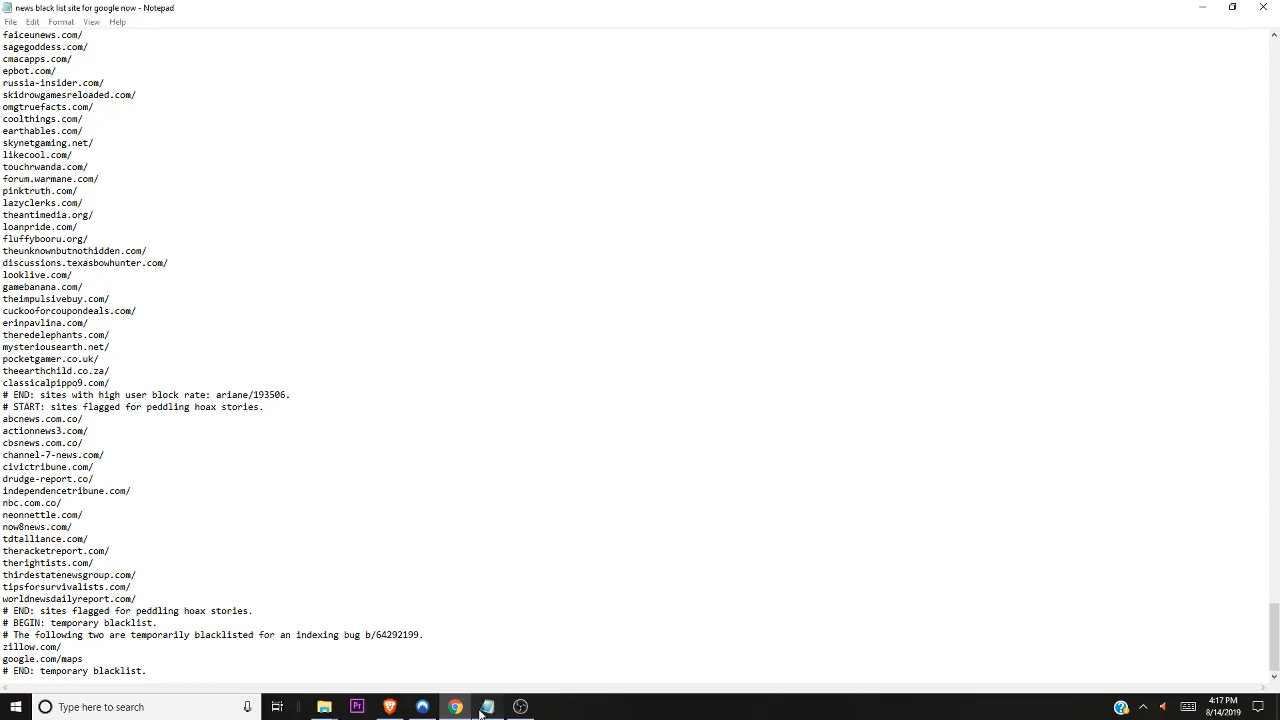 news black list site for google now - Notepad
File Edit Format View Help
faiceunews.com/
sagegoddess.com/
cmacapps.com/
epbot.com/
russia-insider.com/
skidrowgamesreloaded.com/
omgtruefacts.com/
coolthings.com/
earthables.com/
skynetgaming.net/
likecool.com/
touchrwanda.com/
forum.warmane.com/
pinktruth.com/
lazyclerks.com/
theantimedia.org/
loanpride.com/
fluffybooru.org/
theunknownbutnothidden.com/
discussions.texasbowhunter.com/
looklive.com/
gamebanana.com/
theimpulsivebuy.com/
cuckooforcoupondeals.com/
erinpavlina.com/
theredelephants.com/
mysteriousearth.net/
pocketgamer.co.uk/
theearthchild.co.za/
classicalpippo9.com/
# END: sites with high user block rate: ariane/193506.
# START: sites flagged for peddling hoax stories.
abcnews.com.co/
actionnews3.com/
cbsnews.com.co/
channel-7-news.com/
civictribune.com/
drudge-report.co/
independencetribune.com/
nbc.com.co/
neonnettle.com/
now8news.com/
tdtalliance.com/
theracketreport.com/
therightists.com/
thirdestatenewsgroup.com/
tipsforsurvivalists.com/
worldnewsdailyreport.com/
# END: sites flagged for peddling hoax stories.
# BEGIN: temporary blacklist.
# The following two are temporarily blacklisted for an indexing bug b/64292199.
zillow.com/
google.com/maps
# END: temporary blacklist.
Type here to search
Pr
4:17 PM
8/14/2019